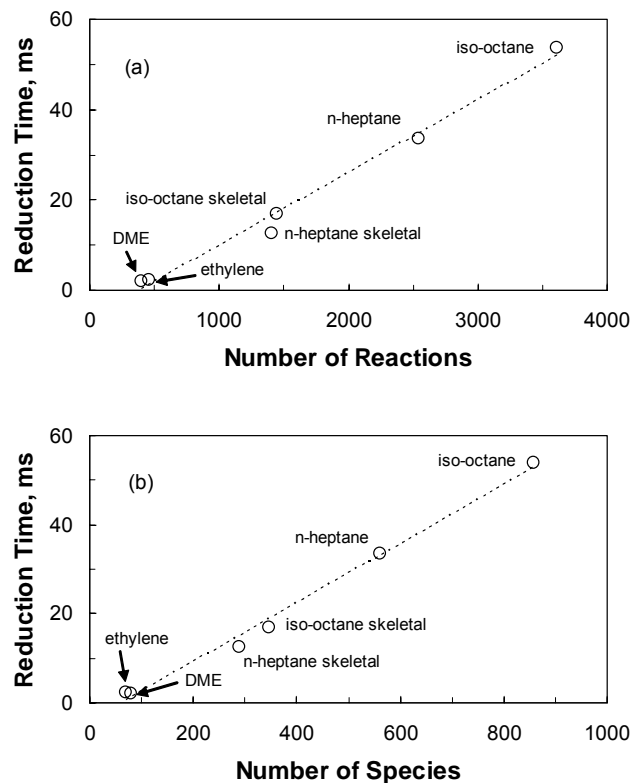 60
(a)
iso-octane
40
n-heptane
20
iso-octane skeletal
n-heptane skeletal
DME
ethylene
0
0 1000 2000 3000 4000
Reduction Time, ms
Number of Reactions
60
(b)
iso-octane
40
n-heptane
20
iso-octane skeletal
n-heptane skeletal
ethylene
DME
0
0 200 400 600 800 1000
Reduction Time, ms
Number of Species